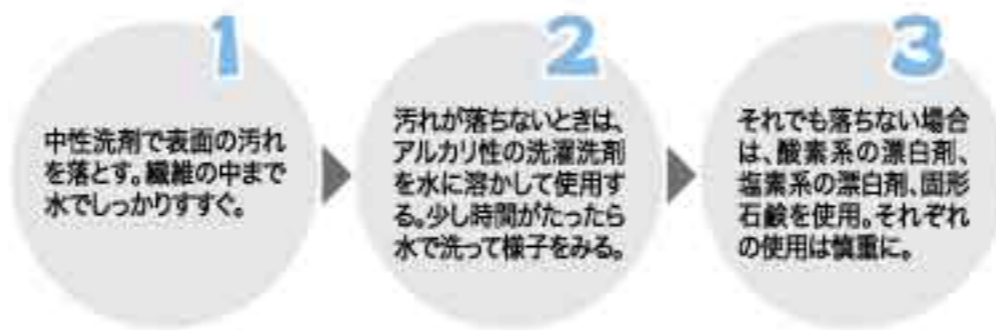 1
中性洗剤で表面の汚れ
を落とす。繊維の中まで
水でしっかりすすぐ。
2
汚れが落ちないときは、
アルカリ性の洗濯洗剤
を水に溶かして使用す
る。少し時間がたったら
水で洗って様子をみる。
3
それでも落ちない場合
は、酸素系の漂白剤、
塩素系の漂白剤、固形
石鹸を使用。それぞれ
の使用は慎重に。